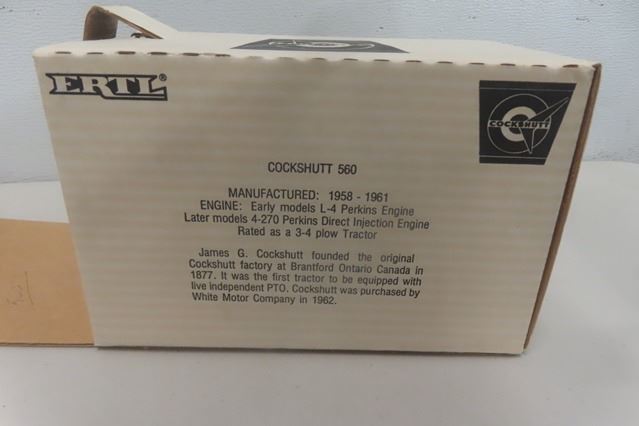 ERTL®
COCKSHUTT
COCKSHUTT 560
MANUFACTURED: 1958 - 1961
ENGINE: Early models L-4 Perkins Engine
Later models 4-270 Perkins Direct Injection Engine
Rated as a 3-4 plow Tractor
James G. Cockshutt founded the original
Cockshutt factory at Brantford Ontario Canada in
1877. It was the first tractor to be equipped with
live independent PTO. Cockshutt was purchased by
White Motor Company in 1962.